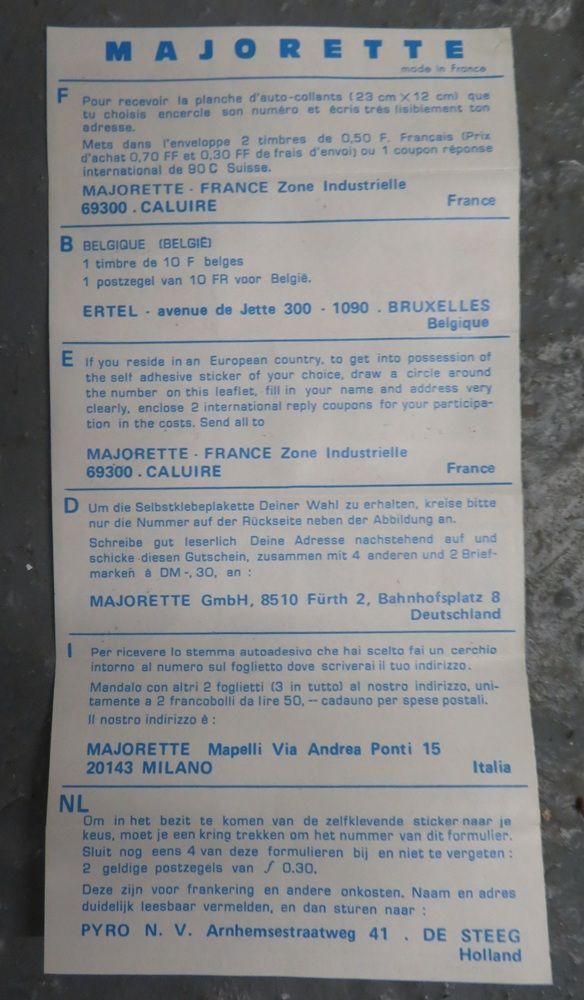 MAJORETTE
made in France
F
Pour recevoir la planche d'auto-collants (23 cm X 12 cm) que
tu choisis encercle son numéro et écris très lisiblement ton
adresse.
Mets dans l'enveloppe 2 timbres de 0,50 F. Français (Prix
d'achat 0,70 FF et 0,30 FF de frais d'envoi) ou 1 coupon réponse
international de 90 C Suisse.
MAJORETTE - FRANCE Zone Industrielle
69300 . CALUIRE France
B BELGIQUE (BELGIË)
1 timbre de 10 F belges
1 postzegel van 10 FR voor België.
ERTEL - avenue de Jette 300 - 1090 . BRUXELLES
Belgique
E If you reside in an European country, to get into possession of
the self adhesive sticker of your choice, draw a circle around
the number on this leaflet, fill in your name and address very
clearly, enclose 2 international reply coupons for your participa-
tion in the costs. Send all to
MAJORETTE - FRANCE Zone Industrielle
69300 . CALUIRE France
D Um die Selbstklebeplakette Deiner Wahl zu erhalten, kreise bitte
nur die Nummer auf der Rückseite neben der Abbildung an.
Schreibe gut leserlich Deine Adresse nachstehend auf und
schicke diesen Gutschein, zusammen mit 4 anderen und 2 Brief-
marken à DM -, 30, an :
MAJORETTE GmbH, 8510 Fürth 2, Bahnhofsplatz 8
Deutschland
I Per ricevere lo stemma autoadesivo che hai scelto fai un cerchio
intorno al numero sul foglietto dove scriverai il tuo indirizzo.
Mandalo con altri 2 foglietti (3 in tutto) al nostro indirizzo, uni-
tamente a 2 francobolli da lire 50, -- cadauno per spese postali.
Il nostro indirizzo è :
MAJORETTE Mapelli Via Andrea Ponti 15
20143 MILANO Italia
NL
Om in het bezit te komen van de zelfklevende sticker naar je
keus, moet je een kring trekken om het nummer van dit formulier.
Sluit nog eens 4 van deze formulieren bij en niet te vergeten :
2 geldige postzegels van ƒ 0.30.
Deze zijn voor frankering en andere onkosten. Naam en adres
duidelijk leesbaar vermelden, en dan sturen naar :
PYRO N. V. Arnhemsestraatweg 41 . DE STEEG
Holland